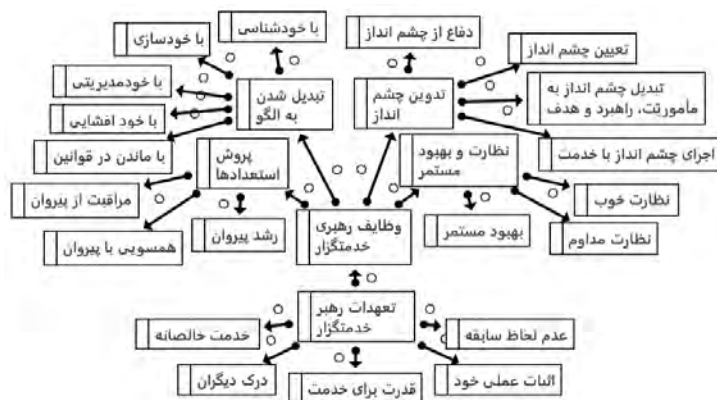 دفاع از چشم انداز
با خودشناسی
با خودسازی
تعیین چشم انداز
تبدیل شدن
به الگو
تدوین چشم
انداز
با خودمدیریتی
تبدیل چشم انداز به
مأموریّت، راهبرد و هدف
با خود افشایی
با ماندن در قوانین
پروش
استعدادها
نظارت و بهبود
مستمر
اجرای چشم انداز با خدمت
مراقبت از پیروان
نظارت خوب
همسویی با پیروان
رشد پیروان
وظایف رهبری
خدمتگزار
بهبود مستمر
نظارت مداوم
تعهدات رهبر
خدمتگزار
خدمت خالصانه
عدم لحاظ سابقه
درک دیگران
قدرت برای خدمت
اثبات عملی خود